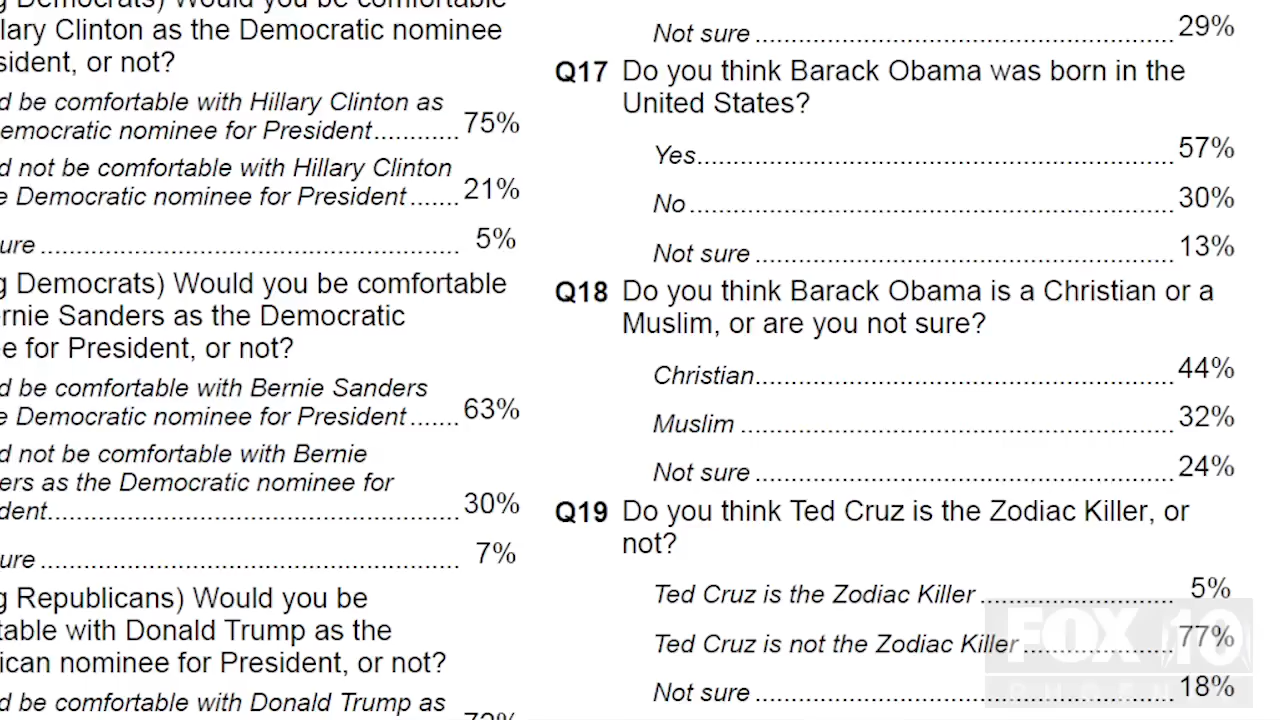 g Democrats) Would you be comfortable
llary Clinton as the Democratic nominee
sident, or not?
d be comfortable with Hillary Clinton as
emocratic nominee for President............ 75%
d not be comfortable with Hillary Clinton
e Democratic nominee for President ....... 21%
ure ............ 5%
g Democrats) Would you be comfortable
ernie Sanders as the Democratic
e for President, or not?
d be comfortable with Bernie Sanders
e Democratic nominee for President ....... 63%
d not be comfortable with Bernie
ers as the Democratic nominee for
dent............ 30%
ure ............ 7%
g Republicans) Would you be
table with Donald Trump as the
ican nominee for President, or not?
d be comfortable with Donald Trump as
Not sure ............ 29%
Q17 Do you think Barack Obama was born in the
United States?
Yes............ 57%
No ............ 30%
Not sure ............ 13%
Q18 Do you think Barack Obama is a Christian or a
Muslim, or are you not sure?
Christian............ 44%
Muslim ............ 32%
Not sure ............ 24%
Q19 Do you think Ted Cruz is the Zodiac Killer, or
not?
Ted Cruz is the Zodiac Killer ............ 5%
Ted Cruz is not the Zodiac Killer ............ 77%
Not sure ............ 18%
FOX 10